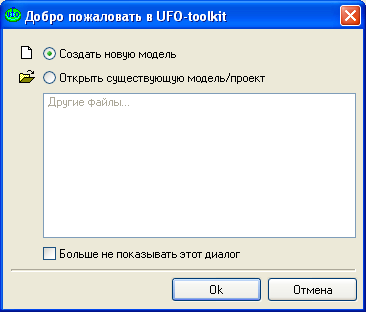 Добро пожаловать в UFO-toolkit
Создать новую модель
Открыть существующую модель/проект
Другие файлы...
Больше не показывать этот диалог
Ok
Отмена